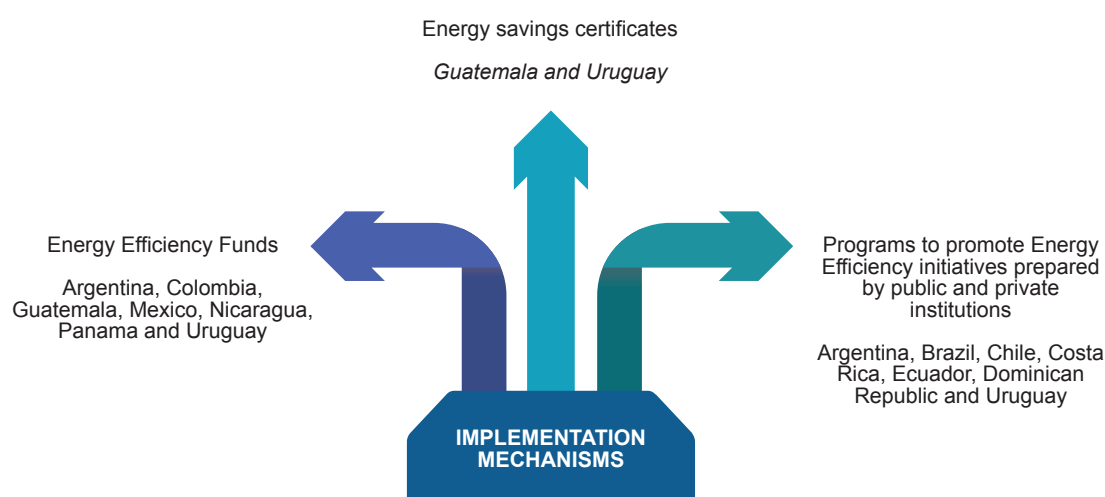 Energy savings certificates
Guatemala and Uruguay
Energy Efficiency Funds
Argentina, Colombia,
Guatemala, Mexico, Nicaragua,
Panama and Uruguay
Programs to promote Energy
Efficiency initiatives prepared
by public and private
institutions
Argentina, Brazil, Chile, Costa
Rica, Ecuador, Dominican
Republic and Uruguay
IMPLEMENTATION
MECHANISMS